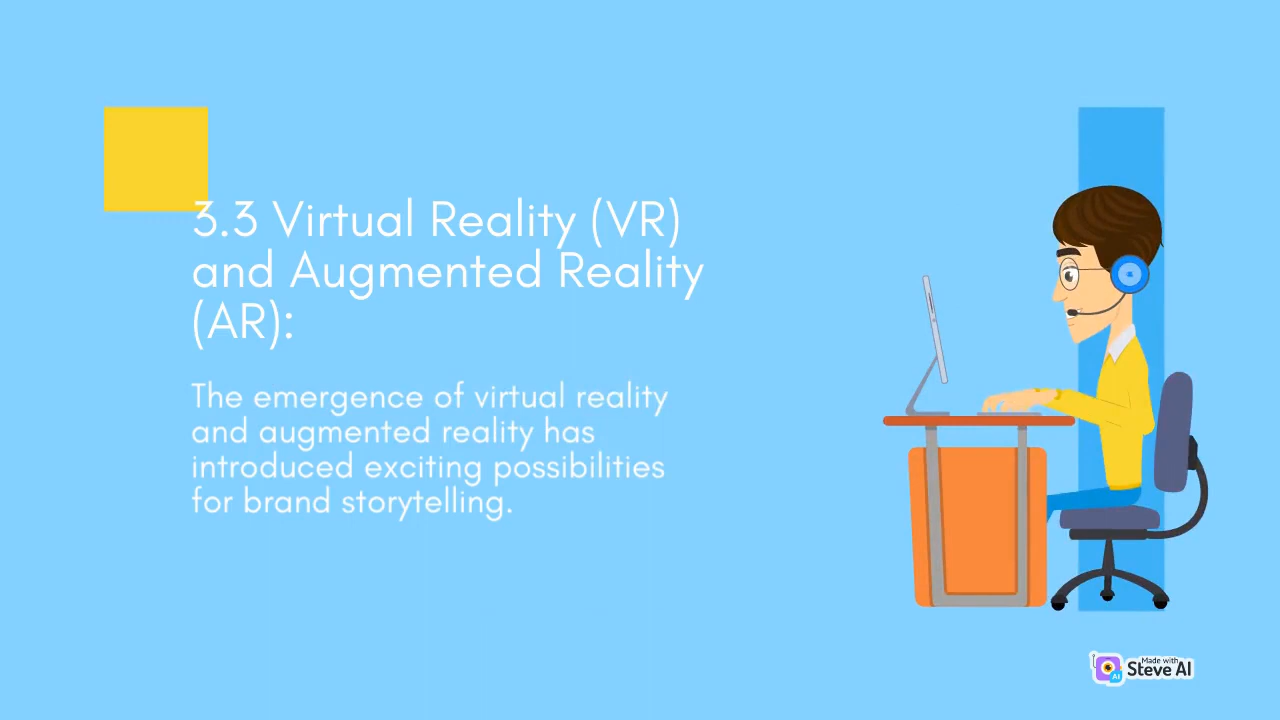 3.3 Virtual Reality (VR)
and Augmented Reality
(AR):
The emergence of virtual reality
and augmented reality has
introduced exciting possibilities
for brand storytelling.
Made with
Steve AI
AI